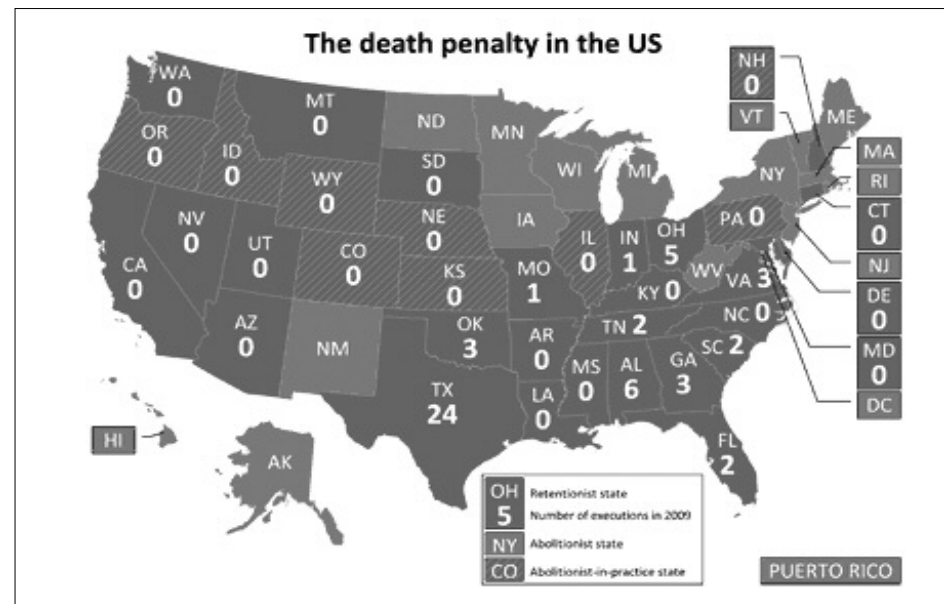 The death penalty in the US
WA
0
MT
0
ND
MN
OR
0
ID
0
WY
0
SD
0
WI
MI
NY
ME
NH
0
VT
MA
RI
CT
0
NJ
DE
0
MD
0
DC
NV
0
UT
0
CO
0
NE
0
IA
IL
0
IN
1
OH
5
PA 0
CA
0
KS
0
MO
1
KY 0
WV
VA 3
AZ
0
NM
OK
3
AR
0
TN 2
NC 0
SC 2
TX
24
LA
0
MS
0
AL
6
GA
3
FL
2
HI
AK
OH
5
Retentionist state
Number of executions in 2009
NY
Abolitionist state
CO
Abolitionist-in-practice state
PUERTO RICO